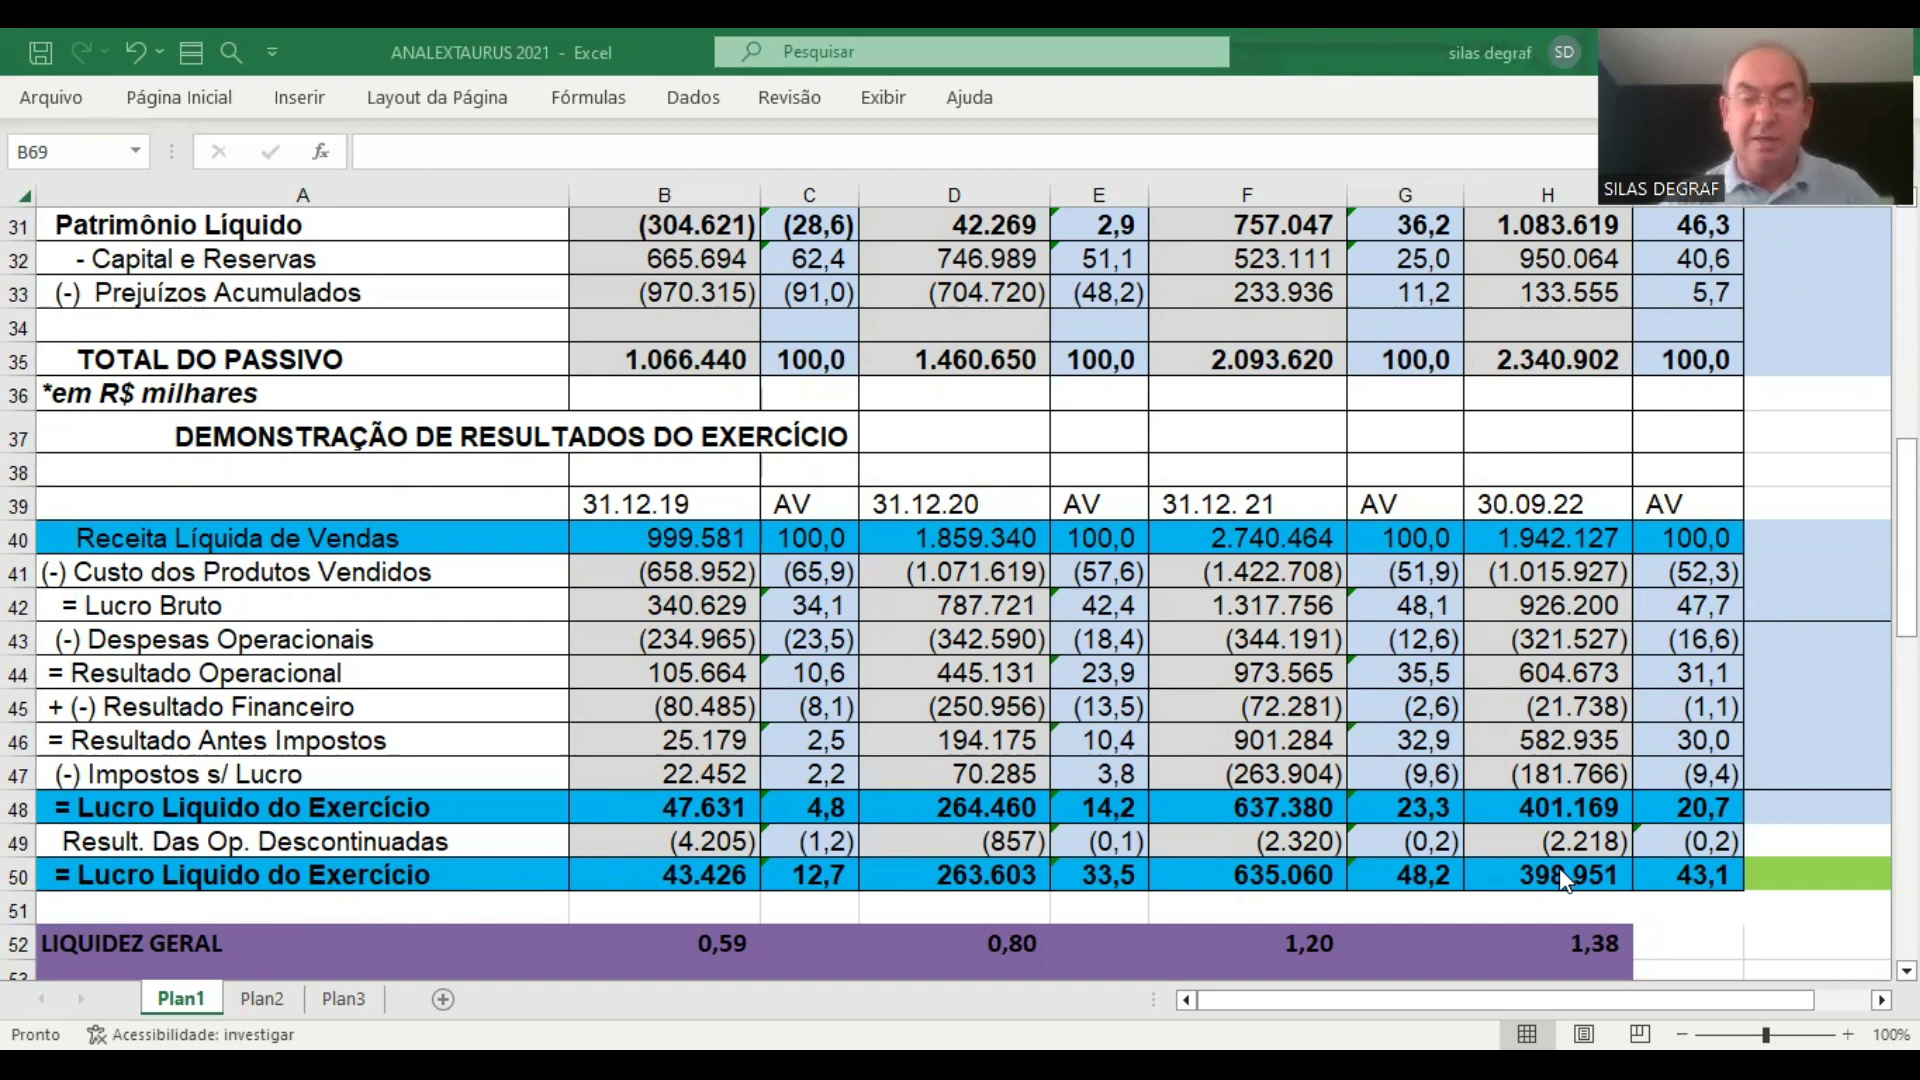 ANALEXTAURUS 2021 - Excel
Pesquisar
silas degraf SD
Arquivo Página Inicial Inserir Layout da Página Fórmulas Dados Revisão Exibir Ajuda
B69 fx
SILAS DEGRAF
A B C D E F G H
31 Patrimônio Líquido (304.621) (28,6) 42.269 2,9 757.047 36,2 1.083.619 46,3
32 - Capital e Reservas 665.694 62,4 746.989 51,1 523.111 25,0 950.064 40,6
33 (-) Prejuízos Acumulados (970.315) (91,0) (704.720) (48,2) 233.936 11,2 133.555 5,7
34
35 TOTAL DO PASSIVO 1.066.440 100,0 1.460.650 100,0 2.093.620 100,0 2.340.902 100,0
36 *em R$ milhares
37 DEMONSTRAÇÃO DE RESULTADOS DO EXERCÍCIO
38
39 31.12.19 AV 31.12.20 AV 31.12. 21 AV 30.09.22 AV
40 Receita Líquida de Vendas 999.581 100,0 1.859.340 100,0 2.740.464 100,0 1.942.127 100,0
41 (-) Custo dos Produtos Vendidos (658.952) (65,9) (1.071.619) (57,6) (1.422.708) (51,9) (1.015.927) (52,3)
42 = Lucro Bruto 340.629 34,1 787.721 42,4 1.317.756 48,1 926.200 47,7
43 (-) Despesas Operacionais (234.965) (23,5) (342.590) (18,4) (344.191) (12,6) (321.527) (16,6)
44 = Resultado Operacional 105.664 10,6 445.131 23,9 973.565 35,5 604.673 31,1
45 + (-) Resultado Financeiro (80.485) (8,1) (250.956) (13,5) (72.281) (2,6) (21.738) (1,1)
46 = Resultado Antes Impostos 25.179 2,5 194.175 10,4 901.284 32,9 582.935 30,0
47 (-) Impostos s/ Lucro 22.452 2,2 70.285 3,8 (263.904) (9,6) (181.766) (9,4)
48 = Lucro Liquido do Exercício 47.631 4,8 264.460 14,2 637.380 23,3 401.169 20,7
49 Result. Das Op. Descontinuadas (4.205) (1,2) (857) (0,1) (2.320) (0,2) (2.218) (0,2)
50 = Lucro Liquido do Exercício 43.426 12,7 263.603 33,5 635.060 48,2 398.951 43,1
51
52 LIQUIDEZ GERAL 0,59 0,80 1,20 1,38
53
Plan1 Plan2 Plan3
Pronto Acessibilidade: investigar 100%